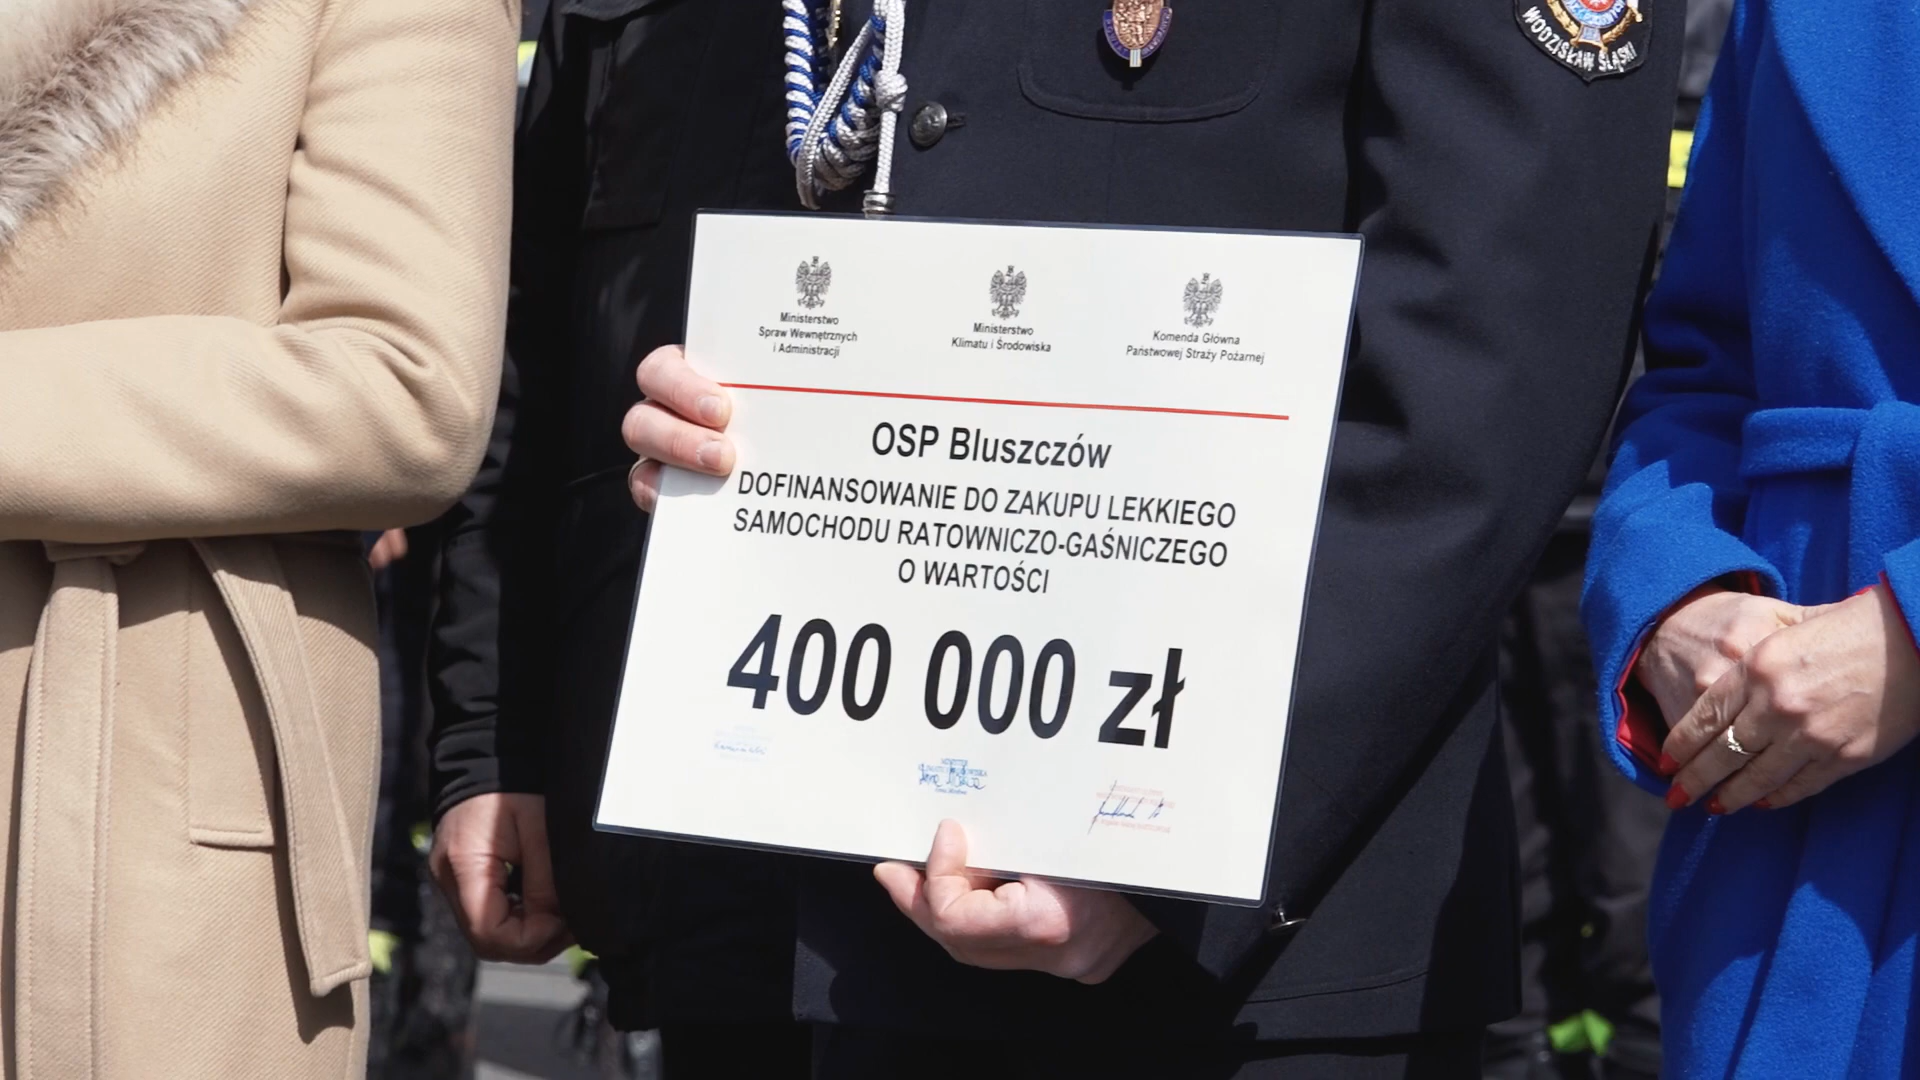 WODZISŁAW ŚLĄSKI
Ministerstwo
Spraw Wewnętrznych
i Administracji
Ministerstwo
Klimatu i Środowiska
Komenda Główna
Państwowej Straży Pożarnej
OSP Bluszczów
DOFINANSOWANIE DO ZAKUPU LEKKIEGO
SAMOCHODU RATOWNICZO-GAŚNICZEGO
O WARTOŚCI
400 000 zł
MINISTER